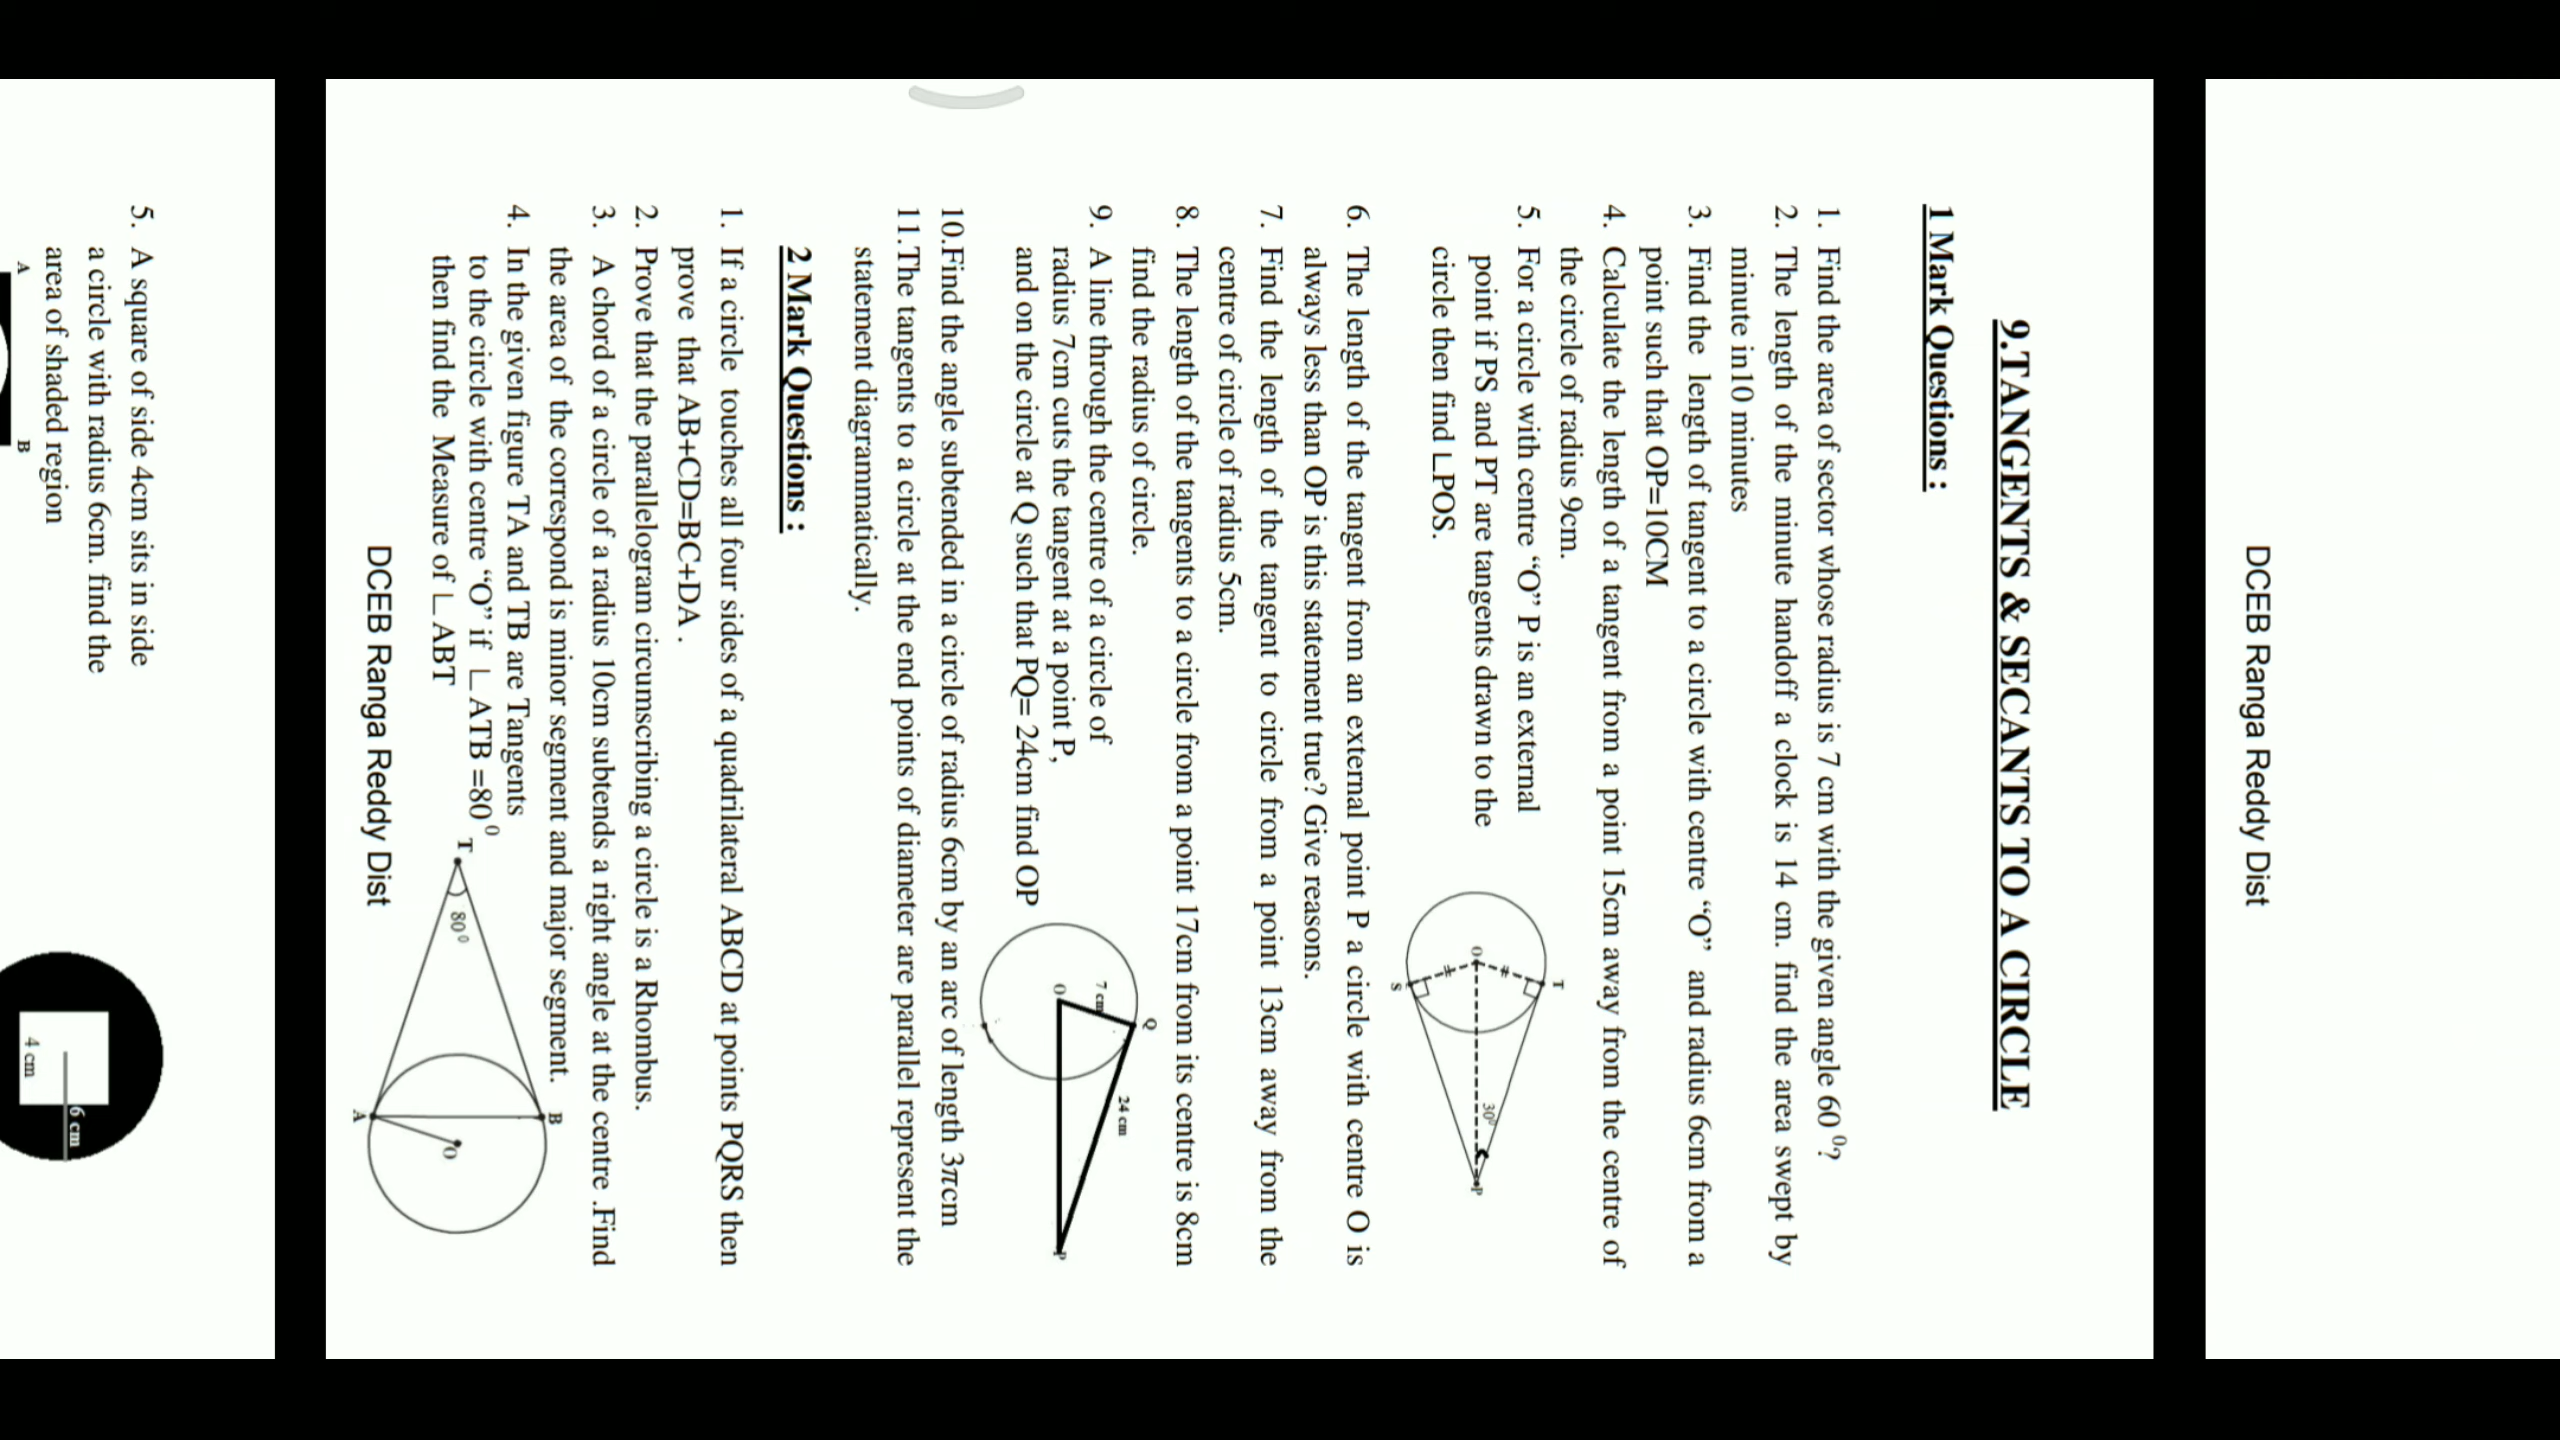 DCEB Ranga Reddy Dist
9.TANGENTS & SECANTS TO A CIRCLE
1 Mark Questions :
1. Find the area of sector whose radius is 7 cm with the given angle 60⁰?
2. The length of the minute handoff a clock is 14 cm. find the area swept by
minute in10 minutes
3. Find the length of tangent to a circle with centre “O” and radius 6cm from a
point such that OP=10CM
4. Calculate the length of a tangent from a point 15cm away from the centre of
the circle of radius 9cm.
5. For a circle with centre “O” P is an external
point if PS and PT are tangents drawn to the
circle then find ∟POS.
T
O
S
30⁰
P
6. The length of the tangent from an external point P a circle with centre O is
always less than OP is this statement true? Give reasons.
7. Find the length of the tangent to circle from a point 13cm away from the
centre of circle of radius 5cm.
8. The length of the tangents to a circle from a point 17cm from its centre is 8cm
find the radius of circle.
9. A line through the centre of a circle of
radius 7cm cuts the tangent at a point P,
and on the circle at Q such that PQ= 24cm find OP
Q
7 cm
24 cm
O
P
10.Find the angle subtended in a circle of radius 6cm by an arc of length 3πcm
11.The tangents to a circle at the end points of diameter are parallel represent the
statement diagrammatically.
2 Mark Questions :
1. If a circle touches all four sides of a quadrilateral ABCD at points PQRS then
prove that AB+CD=BC+DA .
2. Prove that the parallelogram circumscribing a circle is a Rhombus.
3. A chord of a circle of a radius 10cm subtends a right angle at the centre .Find
the area of the correspond is minor segment and major segment.
4. In the given figure TA and TB are Tangents
to the circle with centre “O” if ∟ATB =80⁰
then find the Measure of ∟ABT
T
80⁰
B
O
A
DCEB Ranga Reddy Dist
5. A square of side 4cm sits in side
a circle with radius 6cm. find the
area of shaded region
6 cm
4 cm
A
B